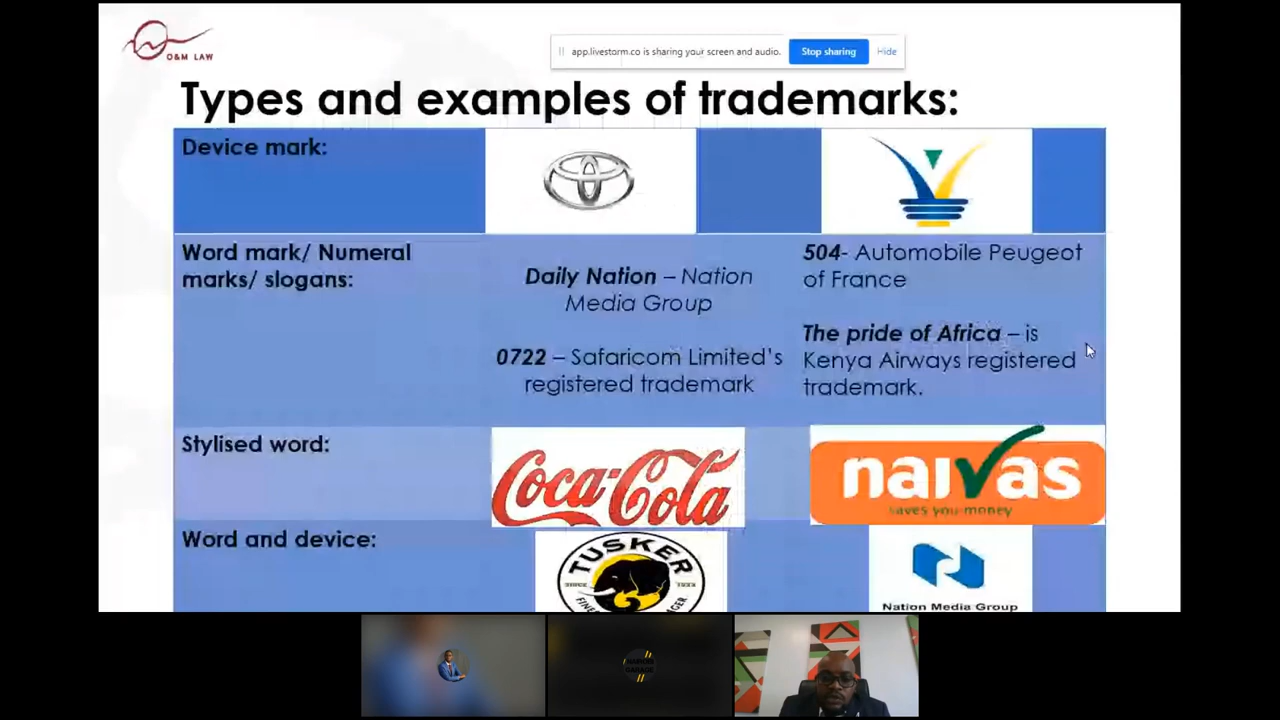 O&M LAW
app.livestorm.co is sharing your screen and audio.
Stop sharing
Hide
Types and examples of trademarks:
Device mark:
Word mark/ Numeral
marks/ slogans:
Daily Nation – Nation
Media Group
0722 – Safaricom Limited's
registered trademark
504- Automobile Peugeot
of France
The pride of Africa – is
Kenya Airways registered
trademark.
Stylised word:
Coca-Cola
naivas
saves you money
Word and device:
TUSKER
SINCE
Nation Media Group